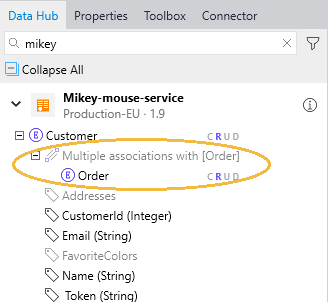 Data Hub Properties Toolbox Connector
mikey
Collapse All
Mikey-mouse-service
Production-EU · 1.9
Customer CRUD
Multiple associations with [Order]
Order CRUD
Addresses
CustomerId (Integer)
Email (String)
FavoriteColors
Name (String)
Token (String)